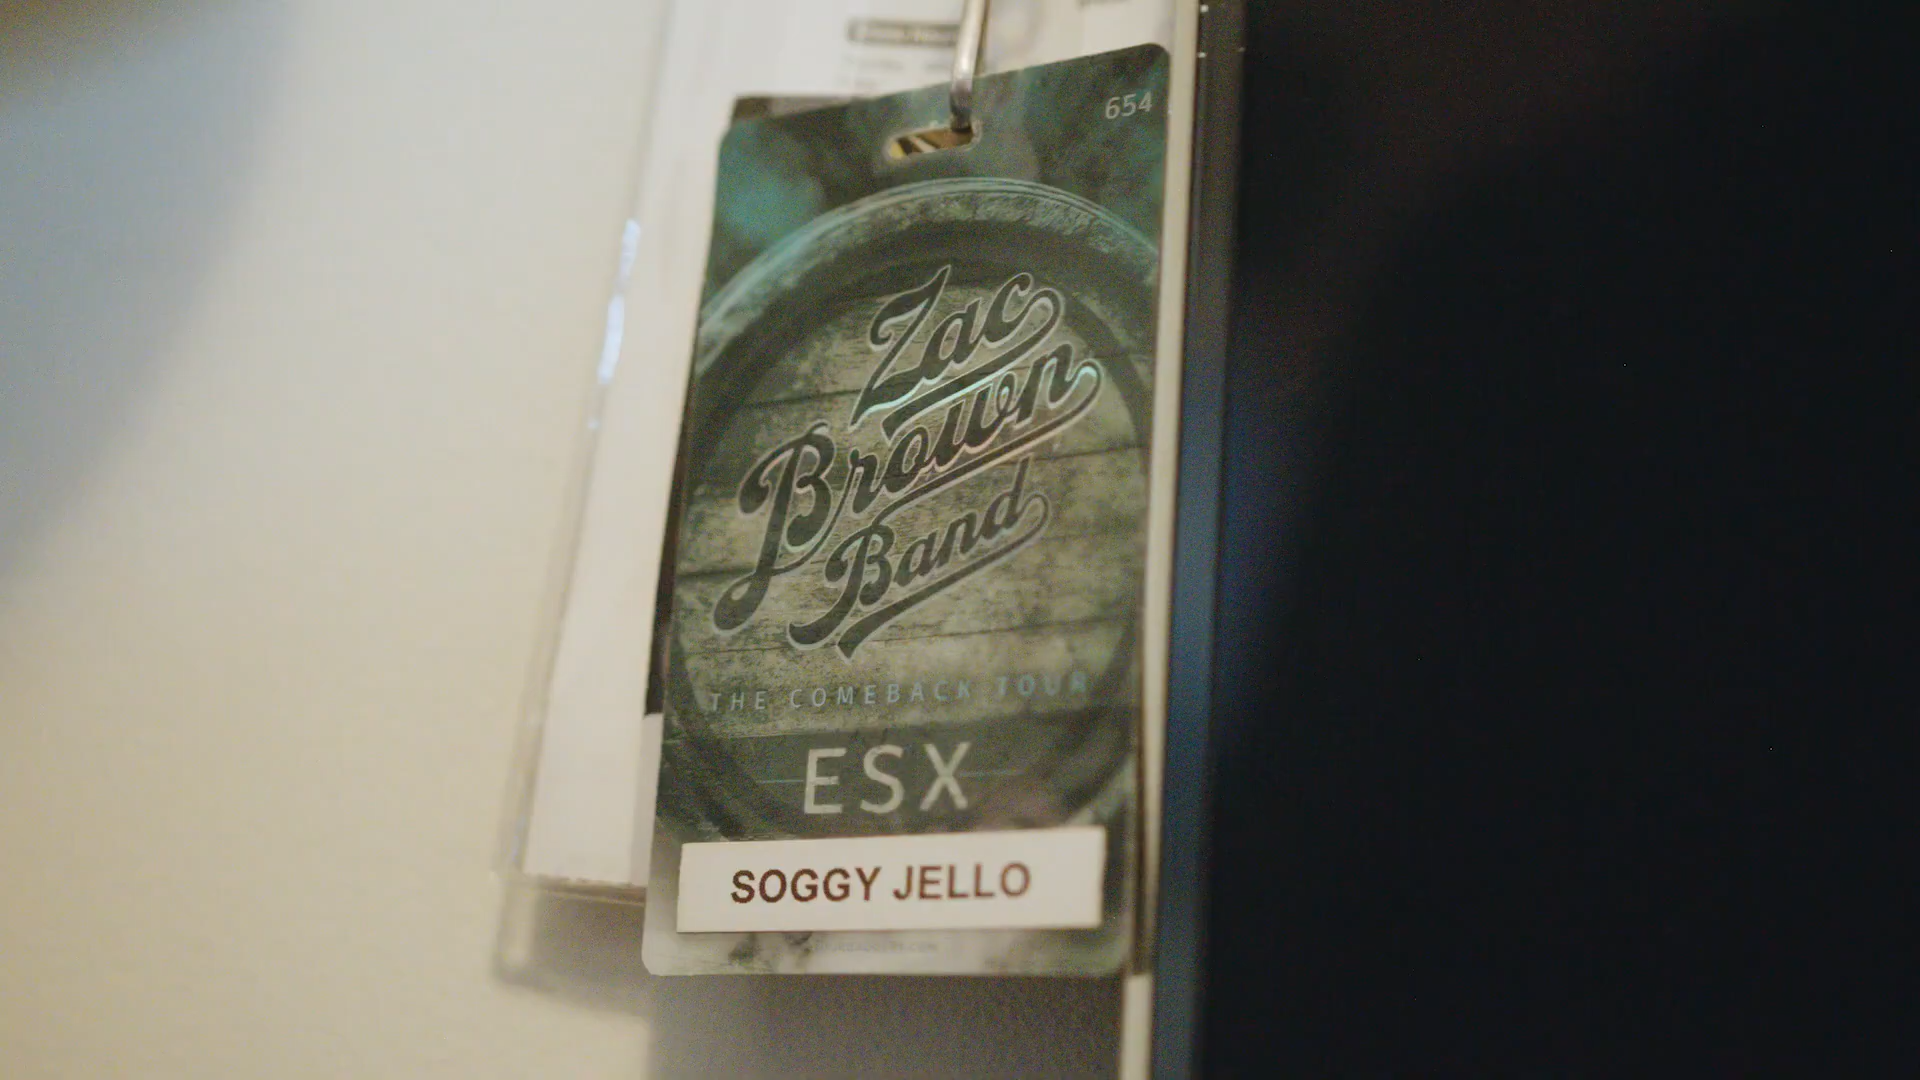 654
Zac
Brown
Band
THE COMEBACK TOUR
ESX
SOGGY JELLO